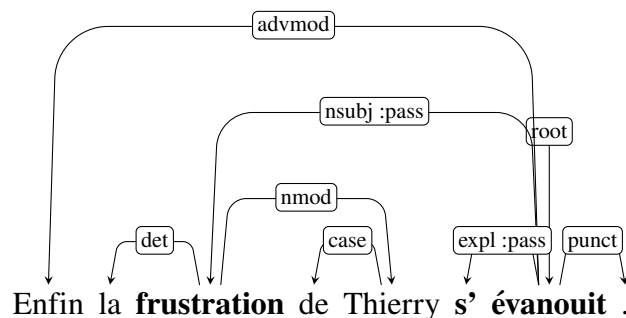 advmod
nsubj :pass
root
nmod
det
case
expl :pass
punct
Enfin la frustration de Thierry s' évanouit .